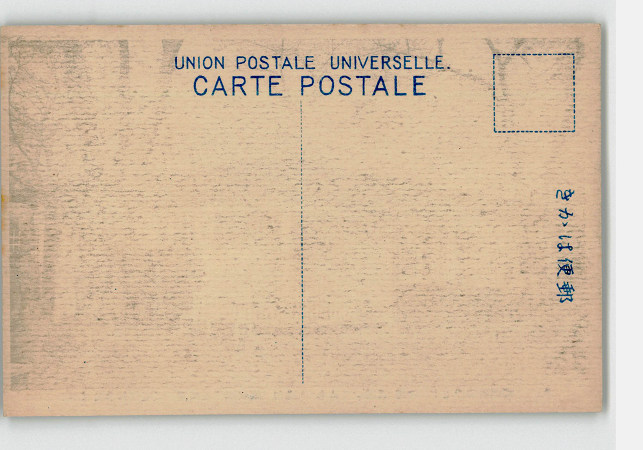 UNION POSTALE UNIVERSELLE.
CARTE POSTALE
郵便はかき